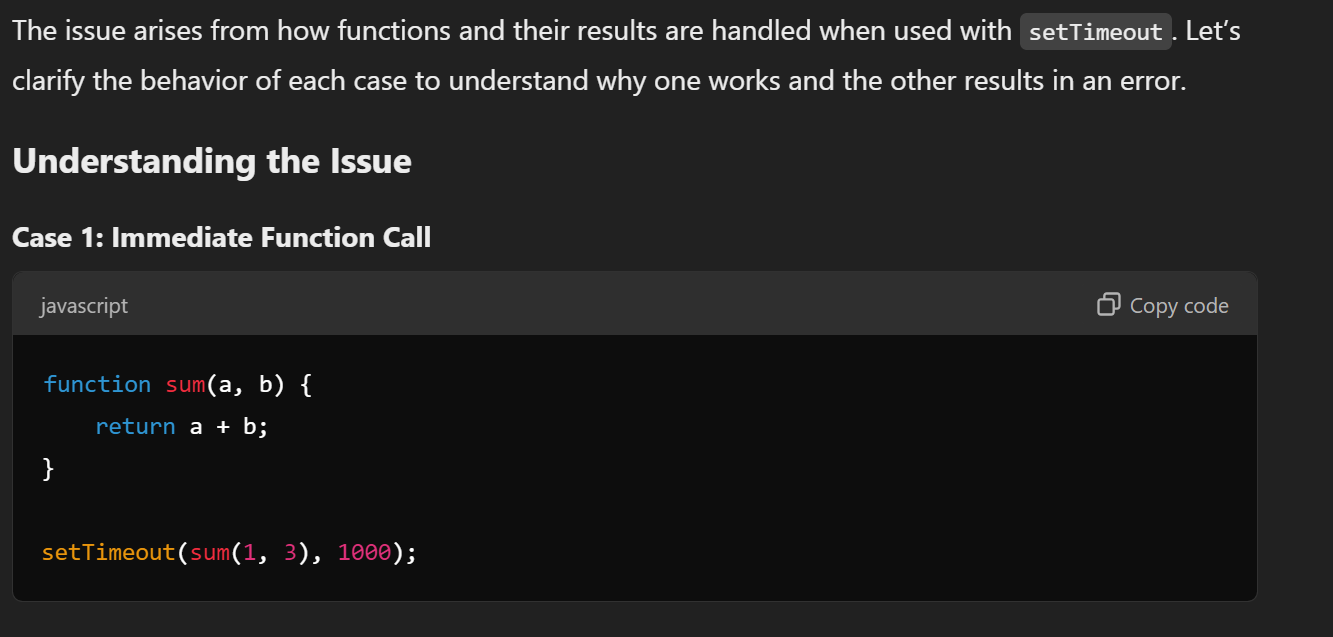 The issue arises from how functions and their results are handled when used with setTimeout. Let’s
clarify the behavior of each case to understand why one works and the other results in an error.
Understanding the Issue
Case 1: Immediate Function Call
javascript Copy code
function sum(a, b) {
    return a + b;
}
setTimeout(sum(1, 3), 1000);